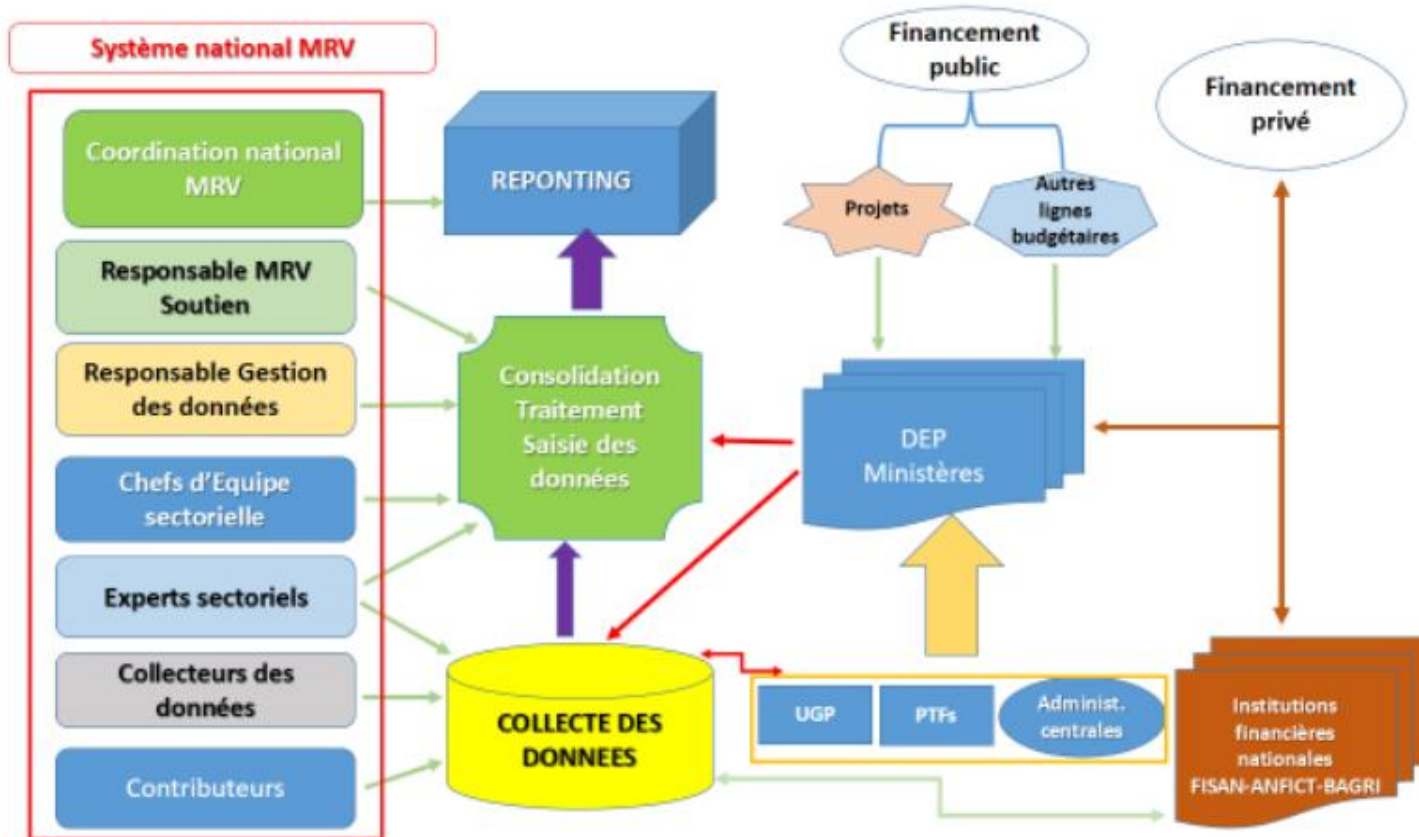 Système national MRV
Coordination national
MRV
Responsable MRV
Soutien
Responsable Gestion
des données
Chefs d'Equipe
sectorielle
Experts sectoriels
Collecteurs des
données
Contributeurs
REPONTING
Consolidation
Traitement
Saisie des
données
COLLECTE DES
DONNEES
Financement
public
Projets
Autres
lignes
budgétaires
DEP
Ministères
UGP
PTFs
Administ.
centrales
Financement
privé
Institutions
financières
nationales
FISAN-ANFICT-BAGRI